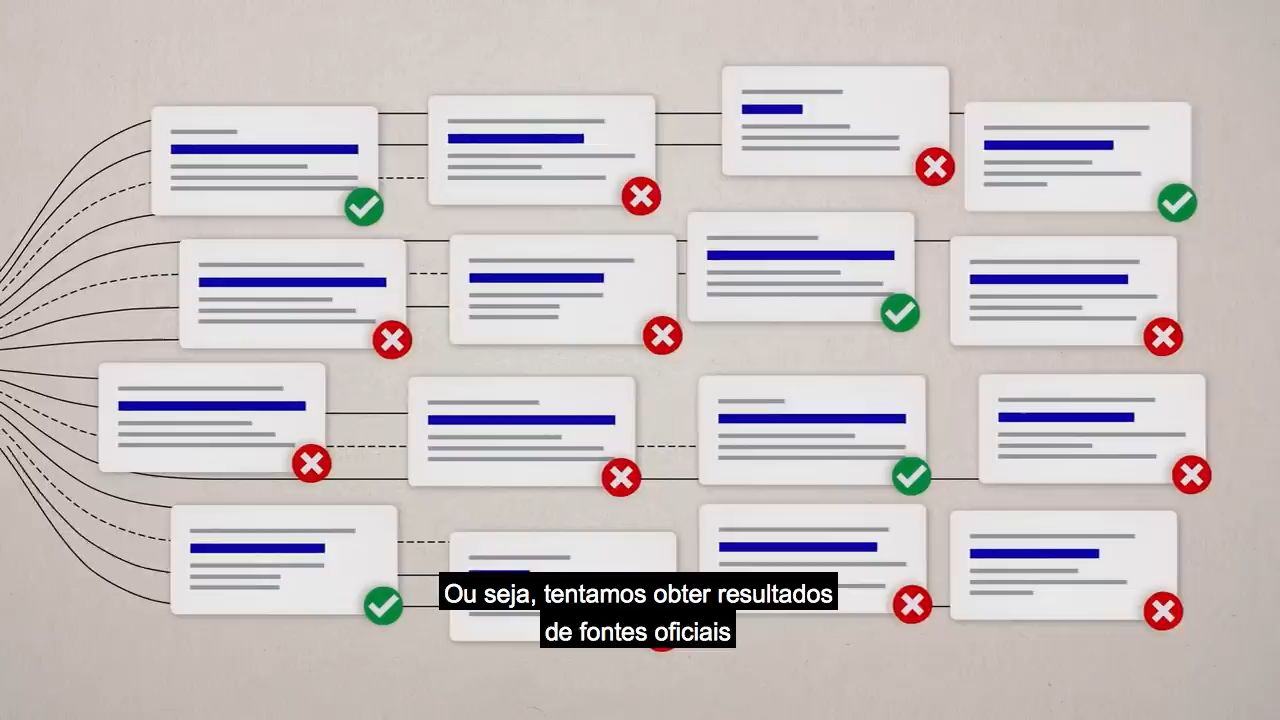 Ou seja, tentamos obter resultados
de fontes oficiais